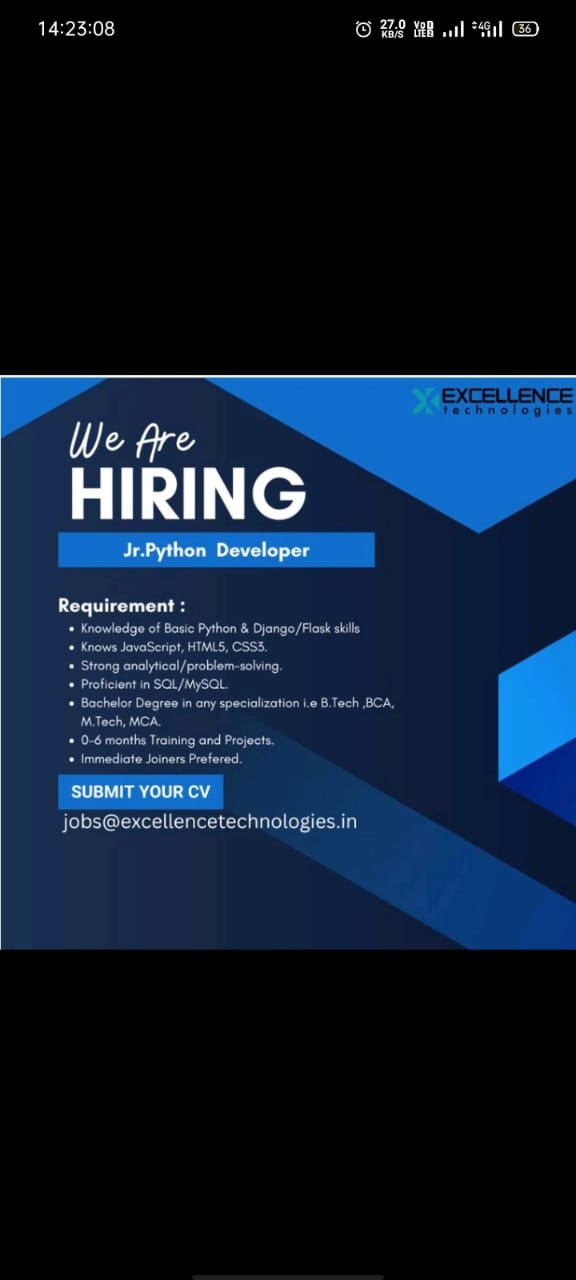 14:23:08
27.0 KB/S VoD LTE2 4G 36
EXCELLENCE
technologies
We Are
HIRING
Jr.Python Developer
Requirement :
• Knowledge of Basic Python & Django/Flask skills
• Knows JavaScript, HTML5, CSS3.
• Strong analytical/problem-solving.
• Proficient in SQL/MySQL.
• Bachelor Degree in any specialization i.e B.Tech ,BCA,
M.Tech, MCA.
• 0-6 months Training and Projects.
• Immediate Joiners Prefered.
SUBMIT YOUR CV
jobs@excellencetechnologies.in